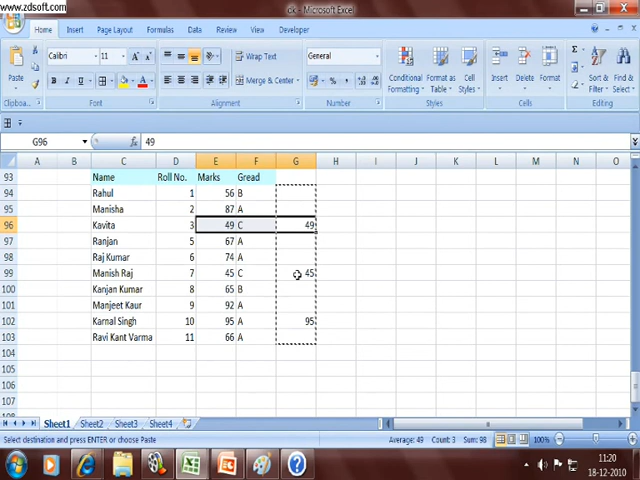 www.zdsoft.com
Microsoft Excel
Home Page Layout Formulas Data Review View Developer
Paste
Calibri 11 Wrap Text General
B I U Merge & Center
Conditional Formatting Format as Table Cell Styles
Insert Delete Format
Sort & Filter Find & Select
Clipboard Font Alignment Number Styles Cells Editing
G96 fx 49
A B C D E F G H I J K L M N O
93 Name Roll No. Marks Gread
94 Rahul 1 56 B
95 Manisha 2 87 A
96 Kavita 3 49 C 49
97 Ranjan 5 67 A
98 Raj Kumar 6 74 A
99 Manish Raj 7 45 C 45
100 Kanjan Kumar 8 65 B
101 Manjeet Kaur 9 92 A
102 Karnal Singh 10 95 A 95
103 Ravi Kant Varma 11 66 A
104
105
106
107
108
Sheet1 Sheet2 Sheet3 Sheet4
Select destination and press ENTER or choose Paste Average: 49 Count: 3 Sum: 98 100%
11:20
18-12-2010